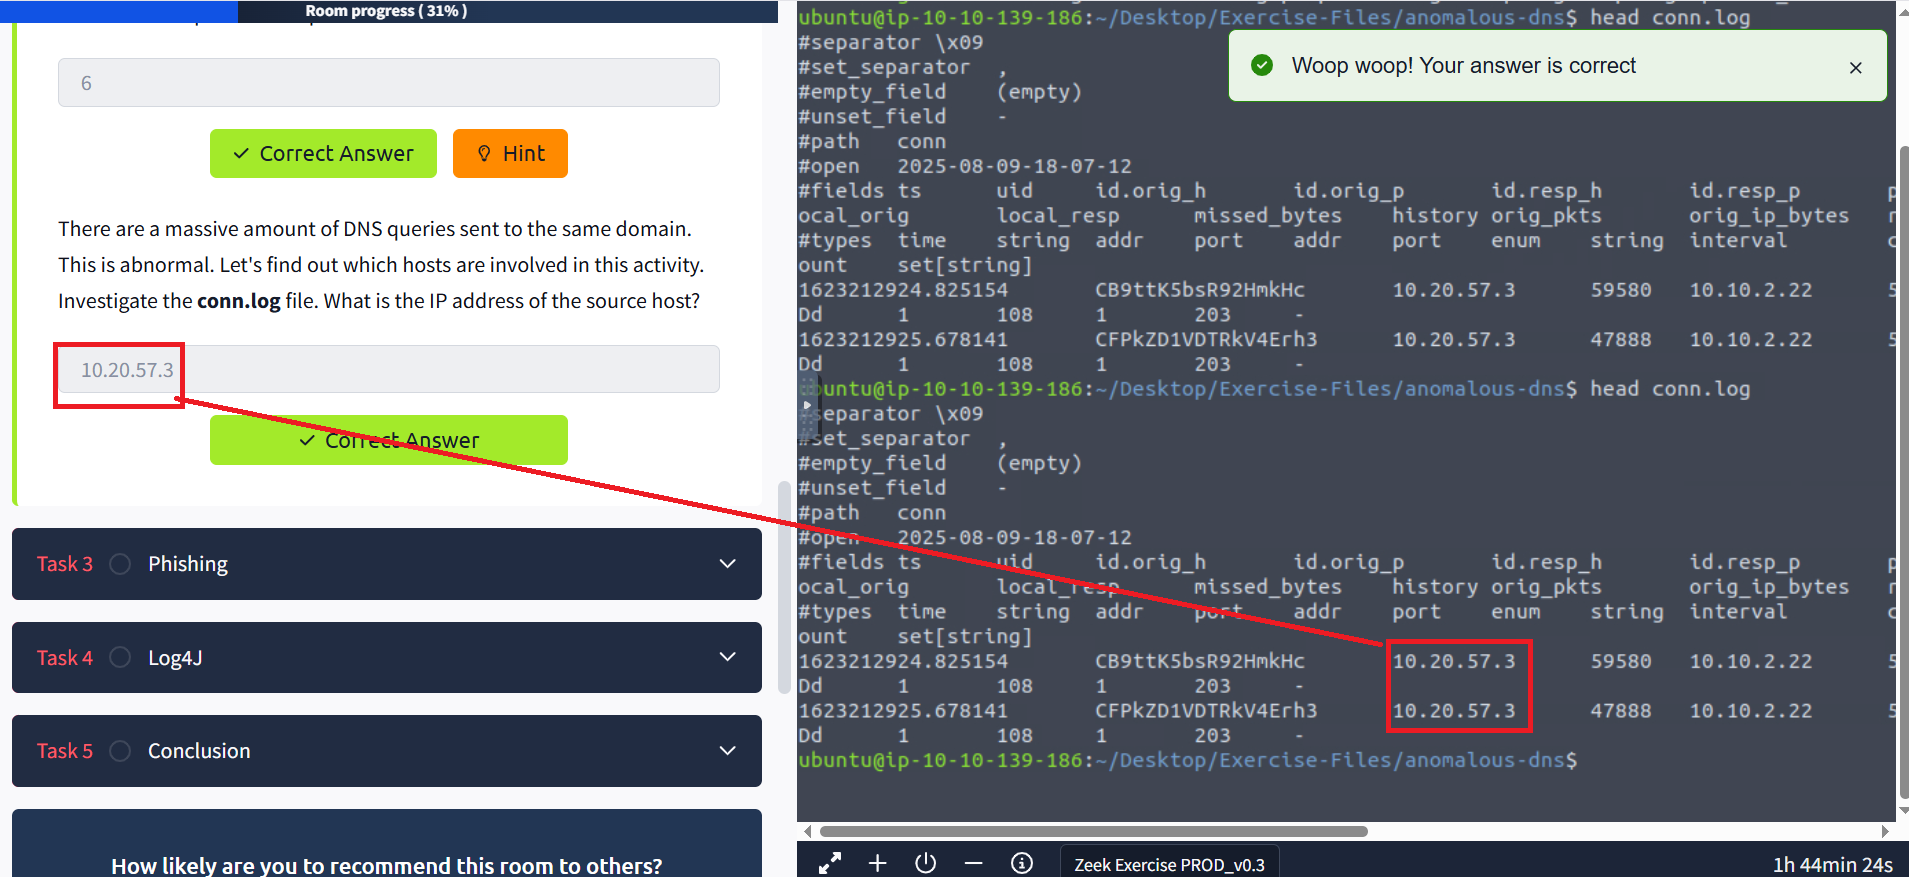 Room progress ( 31% )
6
Correct Answer
Hint
There are a massive amount of DNS queries sent to the same domain.
This is abnormal. Let's find out which hosts are involved in this activity.
Investigate the conn.log file. What is the IP address of the source host?
10.20.57.3
Correct Answer
Task 3 Phishing
Task 4 Log4J
Task 5 Conclusion
How likely are you to recommend this room to others?
ubuntu@ip-10-10-139-186:~/Desktop/Exercise-Files/anomalous-dns$ head conn.log
Woop woop! Your answer is correct
#separator \x09
#set_separator ,
#empty_field (empty)
#unset_field -
#path conn
#open 2025-08-09-18-07-12
#fields ts uid id.orig_h id.orig_p id.resp_h id.resp_p p
ocal_orig local_resp missed_bytes history orig_pkts orig_ip_bytes r
#types time string addr port addr port enum string interval c
ount set[string]
1623212924.825154 CB9ttK5bsR92HmkHc 10.20.57.3 59580 10.10.2.22 5
Dd 1 108 1 203 -
1623212925.678141 CFPkZD1VDTRkV4Erh3 10.20.57.3 47888 10.10.2.22 5
Dd 1 108 1 203 -
ubuntu@ip-10-10-139-186:~/Desktop/Exercise-Files/anomalous-dns$ head conn.log
#separator \x09
#set_separator ,
#empty_field (empty)
#unset_field -
#path conn
#open 2025-08-09-18-07-12
#fields ts uid id.orig_h id.orig_p id.resp_h id.resp_p p
ocal_orig local_resp missed_bytes history orig_pkts orig_ip_bytes r
#types time string addr port addr port enum string interval c
ount set[string]
1623212924.825154 CB9ttK5bsR92HmkHc 10.20.57.3 59580 10.10.2.22 5
Dd 1 108 1 203 -
1623212925.678141 CFPkZD1VDTRkV4Erh3 10.20.57.3 47888 10.10.2.22 5
Dd 1 108 1 203 -
ubuntu@ip-10-10-139-186:~/Desktop/Exercise-Files/anomalous-dns$
Zeek Exercise PROD_v0.3
1h 44min 24s